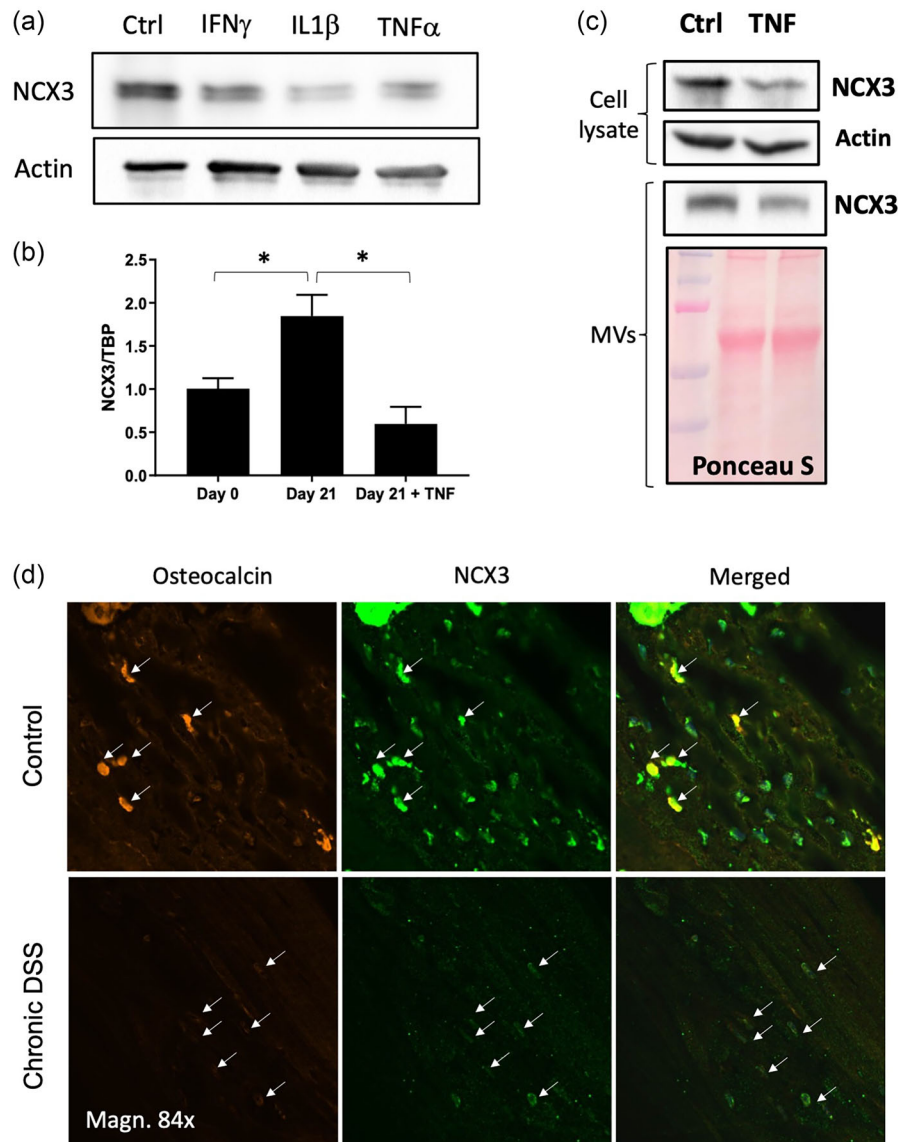 (a)
Ctrl IFNγ IL1β TNFα
NCX3
Actin
(b)
NCX3/TBP
2.5
2.0
1.5
1.0
0.5
0.0
Day 0 Day 21 Day 21 + TNF
*
*
(c)
Ctrl TNF
Cell
lysate
NCX3
Actin
NCX3
MVs
Ponceau S
(d)
Osteocalcin NCX3 Merged
Control
Chronic DSS
Magn. 84x